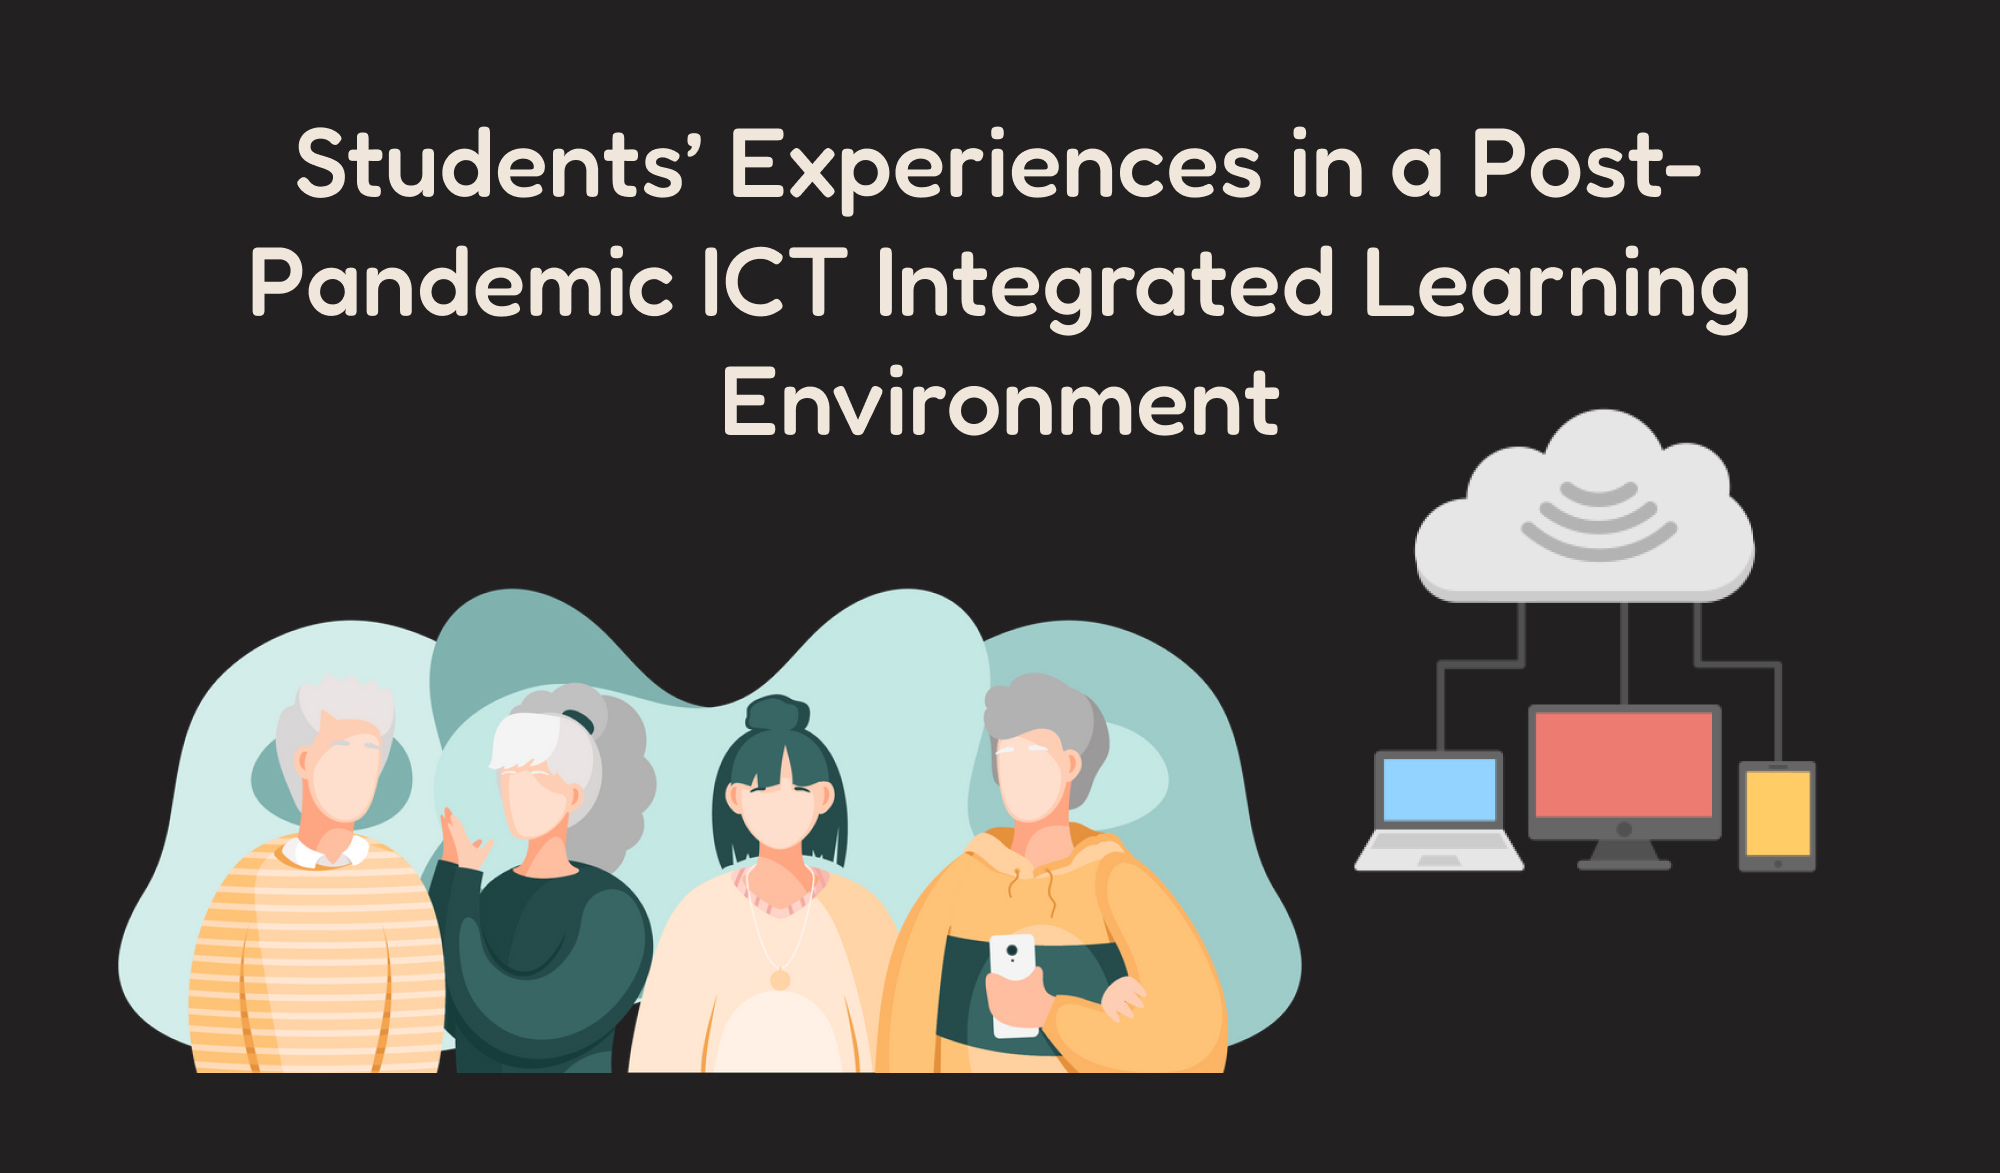 Students’ Experiences in a Post-
Pandemic ICT Integrated Learning
Environment